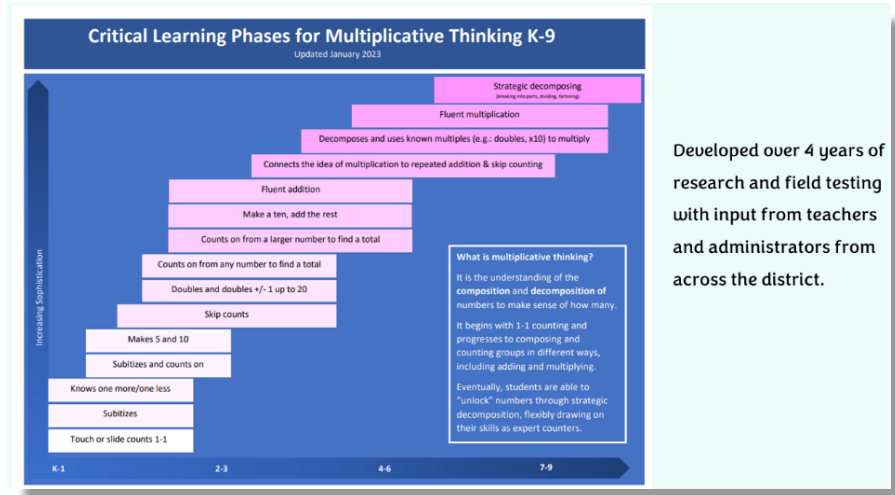 Critical Learning Phases for Multiplicative Thinking K-9
Updated January 2023
Strategic decomposing
(breaking into parts, dividing, factoring)
Fluent multiplication
Decomposes and uses known multiples (e.g.: doubles, x10) to multiply
Connects the idea of multiplication to repeated addition & skip counting
Fluent addition
Make a ten, add the rest
Counts on from a larger number to find a total
Counts on from any number to find a total
Doubles and doubles +/- 1 up to 20
Skip counts
Makes 5 and 10
Subitizes and counts on
Knows one more/one less
Subitizes
Touch or slide counts 1-1
Increasing Sophistication
K-1
2-3
4-6
7-9
What is multiplicative thinking?
It is the understanding of the
composition and decomposition of
numbers to make sense of how many.
It begins with 1-1 counting and
progresses to composing and
counting groups in different ways,
including adding and multiplying.
Eventually, students are able to
"unlock" numbers through strategic
decomposition, flexibly drawing on
their skills as expert counters.
Developed over 4 years of
research and field testing
with input from teachers
and administrators from
across the district.